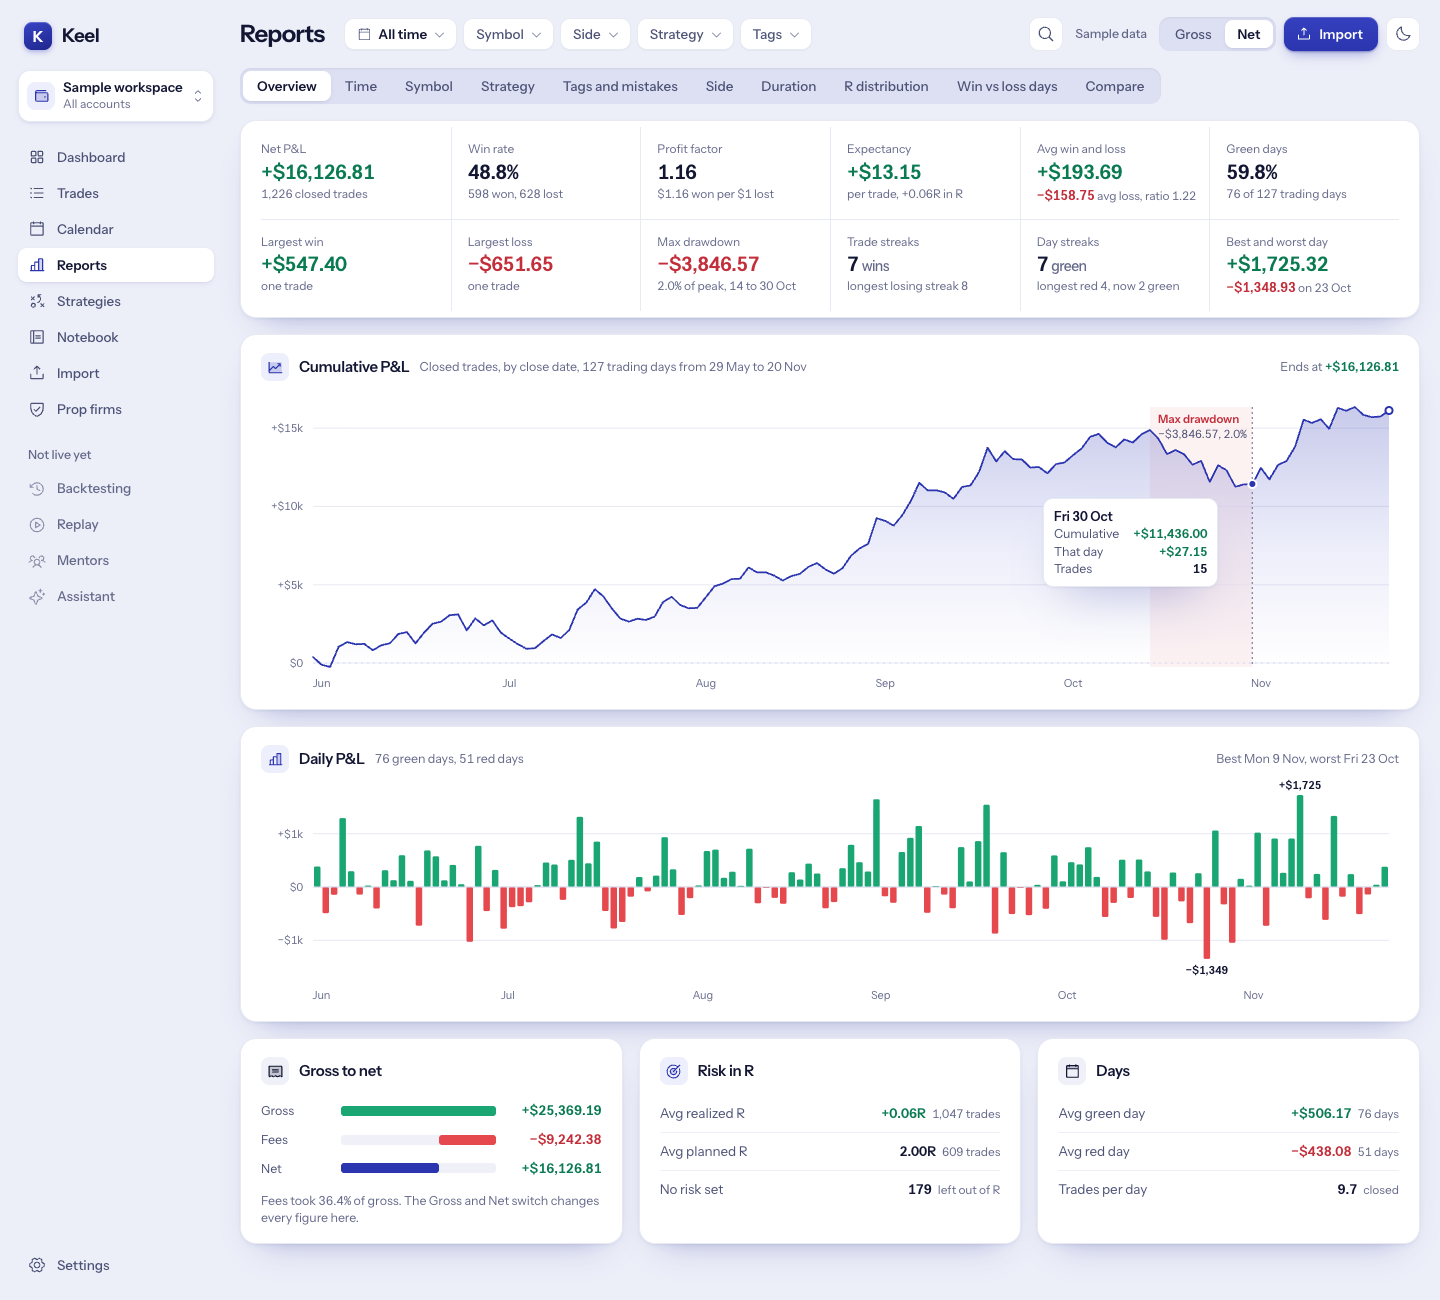 K Keel
Sample workspace
All accounts
Dashboard
Trades
Calendar
Reports
Strategies
Notebook
Import
Prop firms
Not live yet
Backtesting
Replay
Mentors
Assistant
Settings
Reports All time Symbol Side Strategy Tags Sample data Gross Net Import
Overview Time Symbol Strategy Tags and mistakes Side Duration R distribution Win vs loss days Compare
Net P&L Win rate Profit factor Expectancy Avg win and loss Green days
+$16,126.81 48.8% 1.16 +$13.15 +$193.69 59.8%
1,226 closed trades 598 won, 628 lost $1.16 won per $1 lost per trade, +0.06R in R −$158.75 avg loss, ratio 1.22 76 of 127 trading days
Largest win Largest loss Max drawdown Trade streaks Day streaks Best and worst day
+$547.40 −$651.65 −$3,846.57 7 wins 7 green +$1,725.32
one trade one trade 2.0% of peak, 14 to 30 Oct longest losing streak 8 longest red 4, now 2 green −$1,348.93 on 23 Oct
Cumulative P&L Closed trades, by close date, 127 trading days from 29 May to 20 Nov Ends at +$16,126.81
Max drawdown
−$3,846.57, 2.0%
+$15k
+$10k
+$5k
$0
Fri 30 Oct
Cumulative +$11,436.00
That day +$27.15
Trades 15
Jun Jul Aug Sep Oct Nov
Daily P&L 76 green days, 51 red days Best Mon 9 Nov, worst Fri 23 Oct
+$1,725
+$1k
$0
−$1k
−$1,349
Jun Jul Aug Sep Oct Nov
Gross to net
Gross +$25,369.19
Fees −$9,242.38
Net +$16,126.81
Fees took 36.4% of gross. The Gross and Net switch changes
every figure here.
Risk in R
Avg realized R +0.06R 1,047 trades
Avg planned R 2.00R 609 trades
No risk set 179 left out of R
Days
Avg green day +$506.17 76 days
Avg red day −$438.08 51 days
Trades per day 9.7 closed